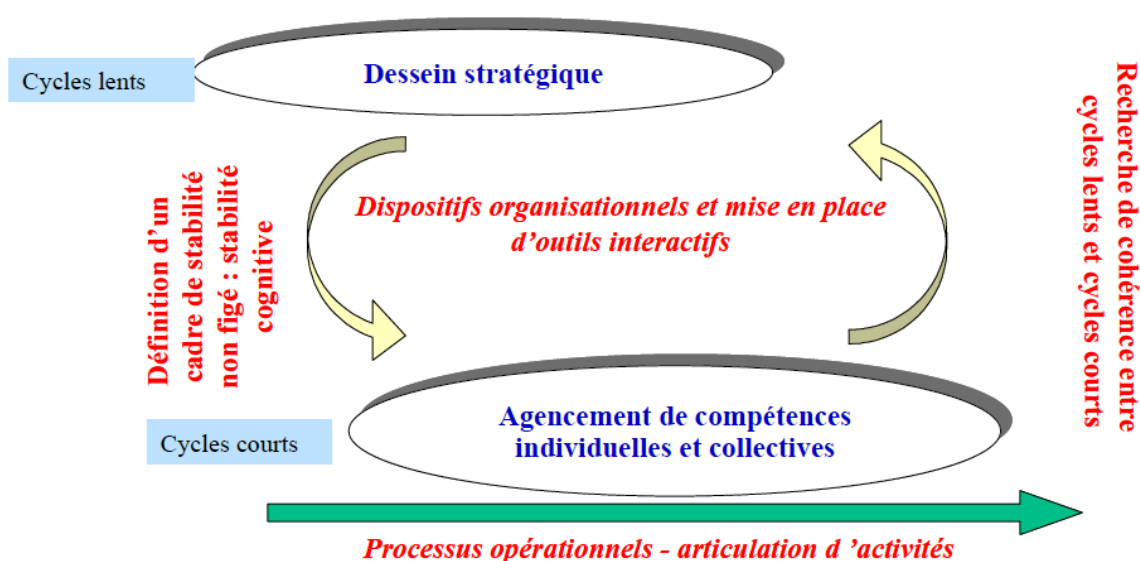 Cycles lents
Dessein stratégique
Définition d’un
cadre de stabilité
non figé : stabilité
cognitive
Dispositifs organisationnels et mise en place
d’outils interactifs
Recherche de cohérence entre
cycles lents et cycles courts
Cycles courts
Agencement de compétences
individuelles et collectives
Processus opérationnels - articulation d ’activités